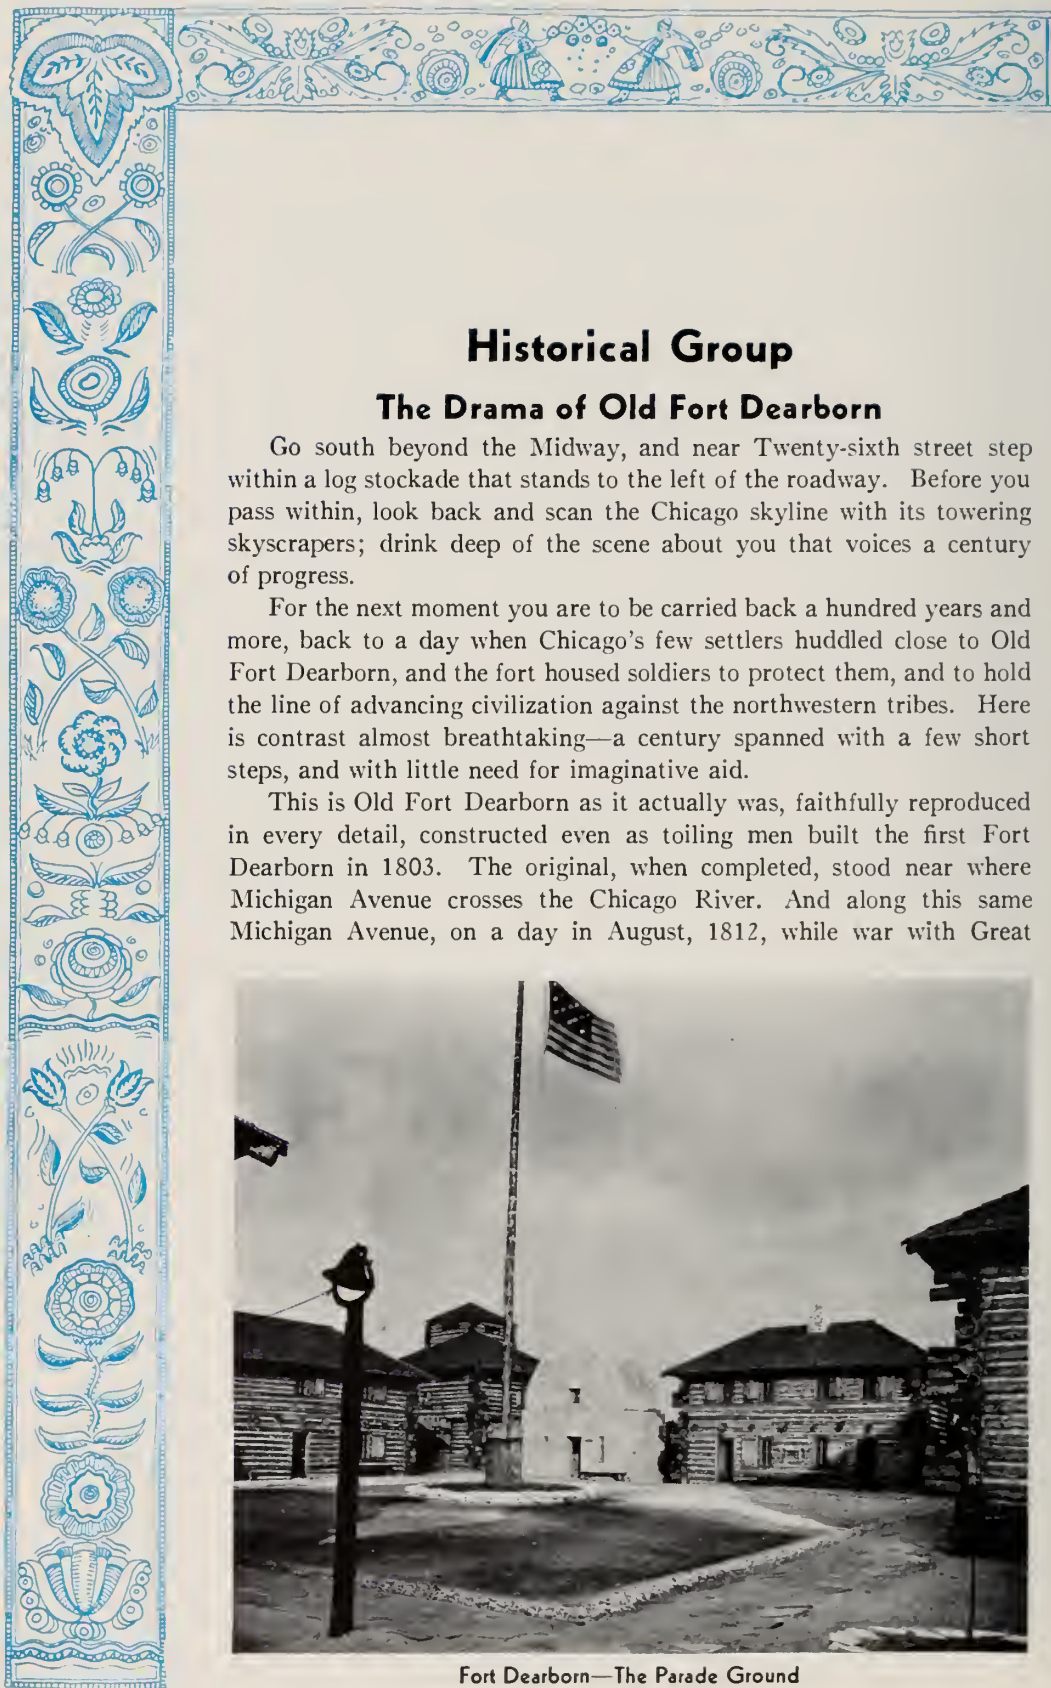 Historical Group
The Drama of Old Fort Dearborn
Go south beyond the Midway, and near Twenty-sixth street step
within a log stockade that stands to the left of the roadway. Before you
pass within, look back and scan the Chicago skyline with its towering
skyscrapers; drink deep of the scene about you that voices a century
of progress.
For the next moment you are to be carried back a hundred years and
more, back to a day when Chicago's few settlers huddled close to Old
Fort Dearborn, and the fort housed soldiers to protect them, and to hold
the line of advancing civilization against the northwestern tribes. Here
is contrast almost breathtaking—a century spanned with a few short
steps, and with little need for imaginative aid.
This is Old Fort Dearborn as it actually was, faithfully reproduced
in every detail, constructed even as toiling men built the first Fort
Dearborn in 1803. The original, when completed, stood near where
Michigan Avenue crosses the Chicago River. And along this same
Michigan Avenue, on a day in August, 1812, while war with Great
Fort Dearborn—The Parade Ground